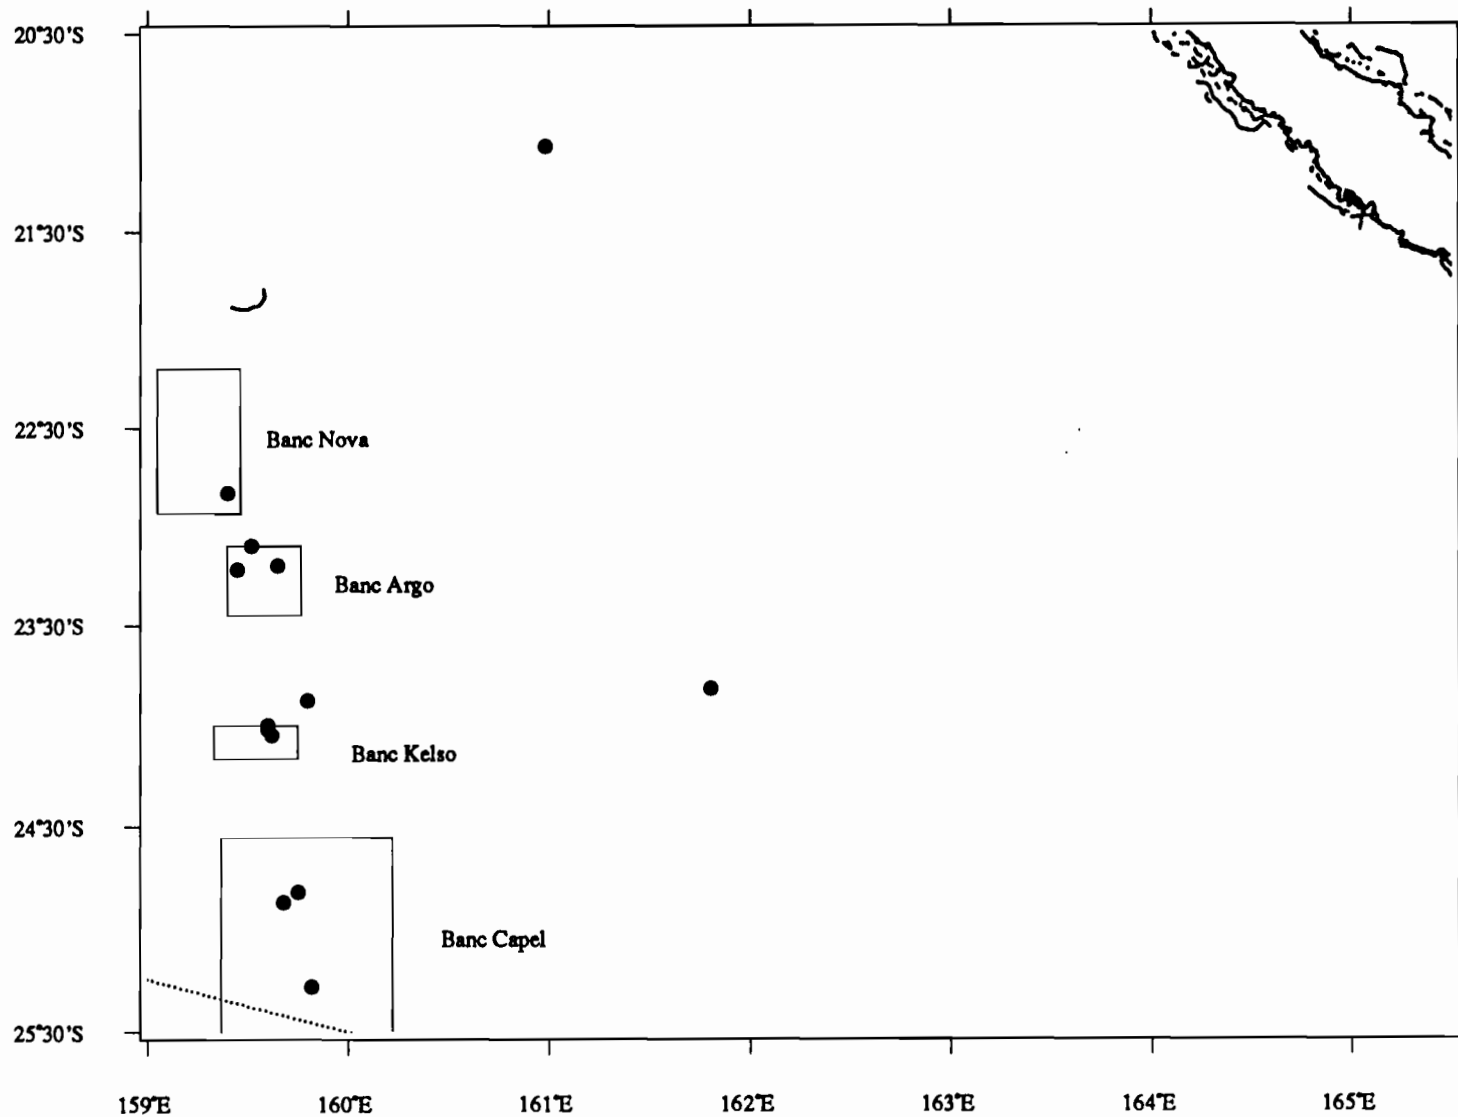 20°30'S
21°30'S
22°30'S
Banc Nova
Banc Argo
23°30'S
Banc Kelso
24°30'S
Banc Capel
25°30'S
159°E 160°E 161°E 162°E 163°E 164°E 165°E